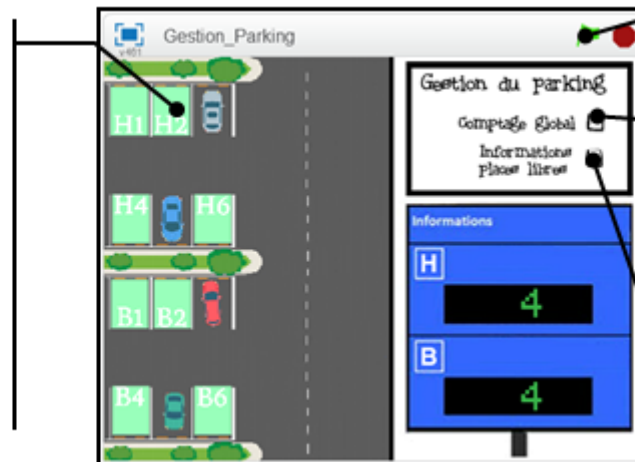 Gestion_Parking
v461
Gestion du parking
Comptage global
Informations
places libres
H1 H2
H4 H6
B1 B2
B4 B6
Informations
H
4
B
4